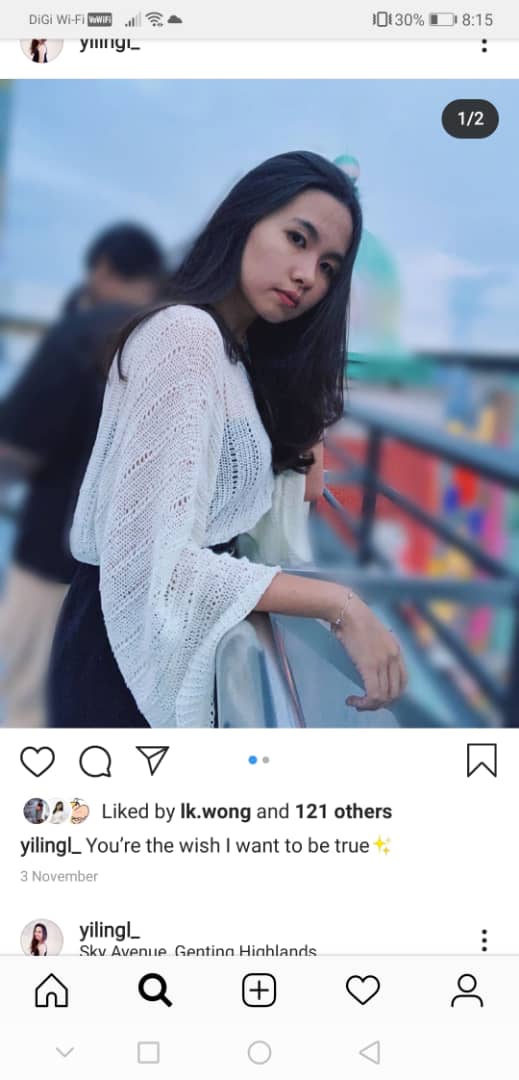 DiGi Wi-Fi VoWiFi 30% 8:15
yilingl_
1/2
Liked by lk.wong and 121 others
yilingl_ You're the wish I want to be true✨
3 November
yilingl_
Sky Avenue, Genting Highlands